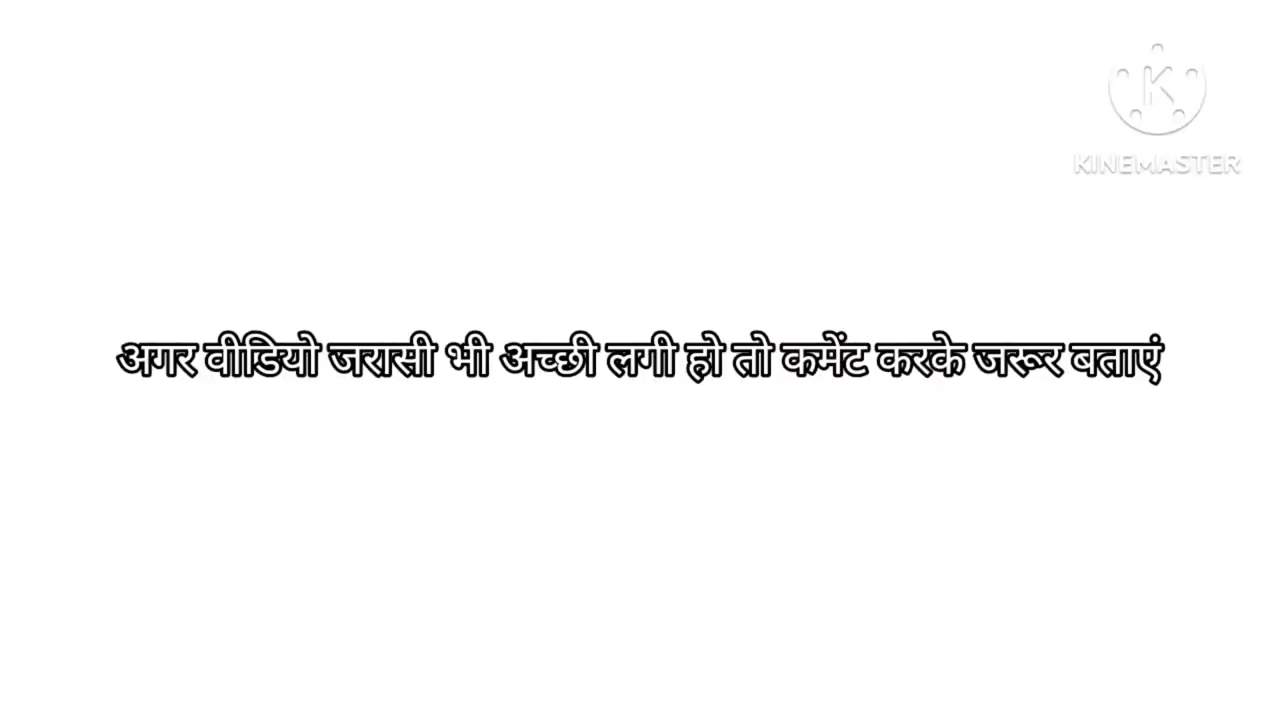 KINEMASTER
अगर वीडियो जरासी भी अच्छी लगी हो तो कमेंट करके जरूर बताएं